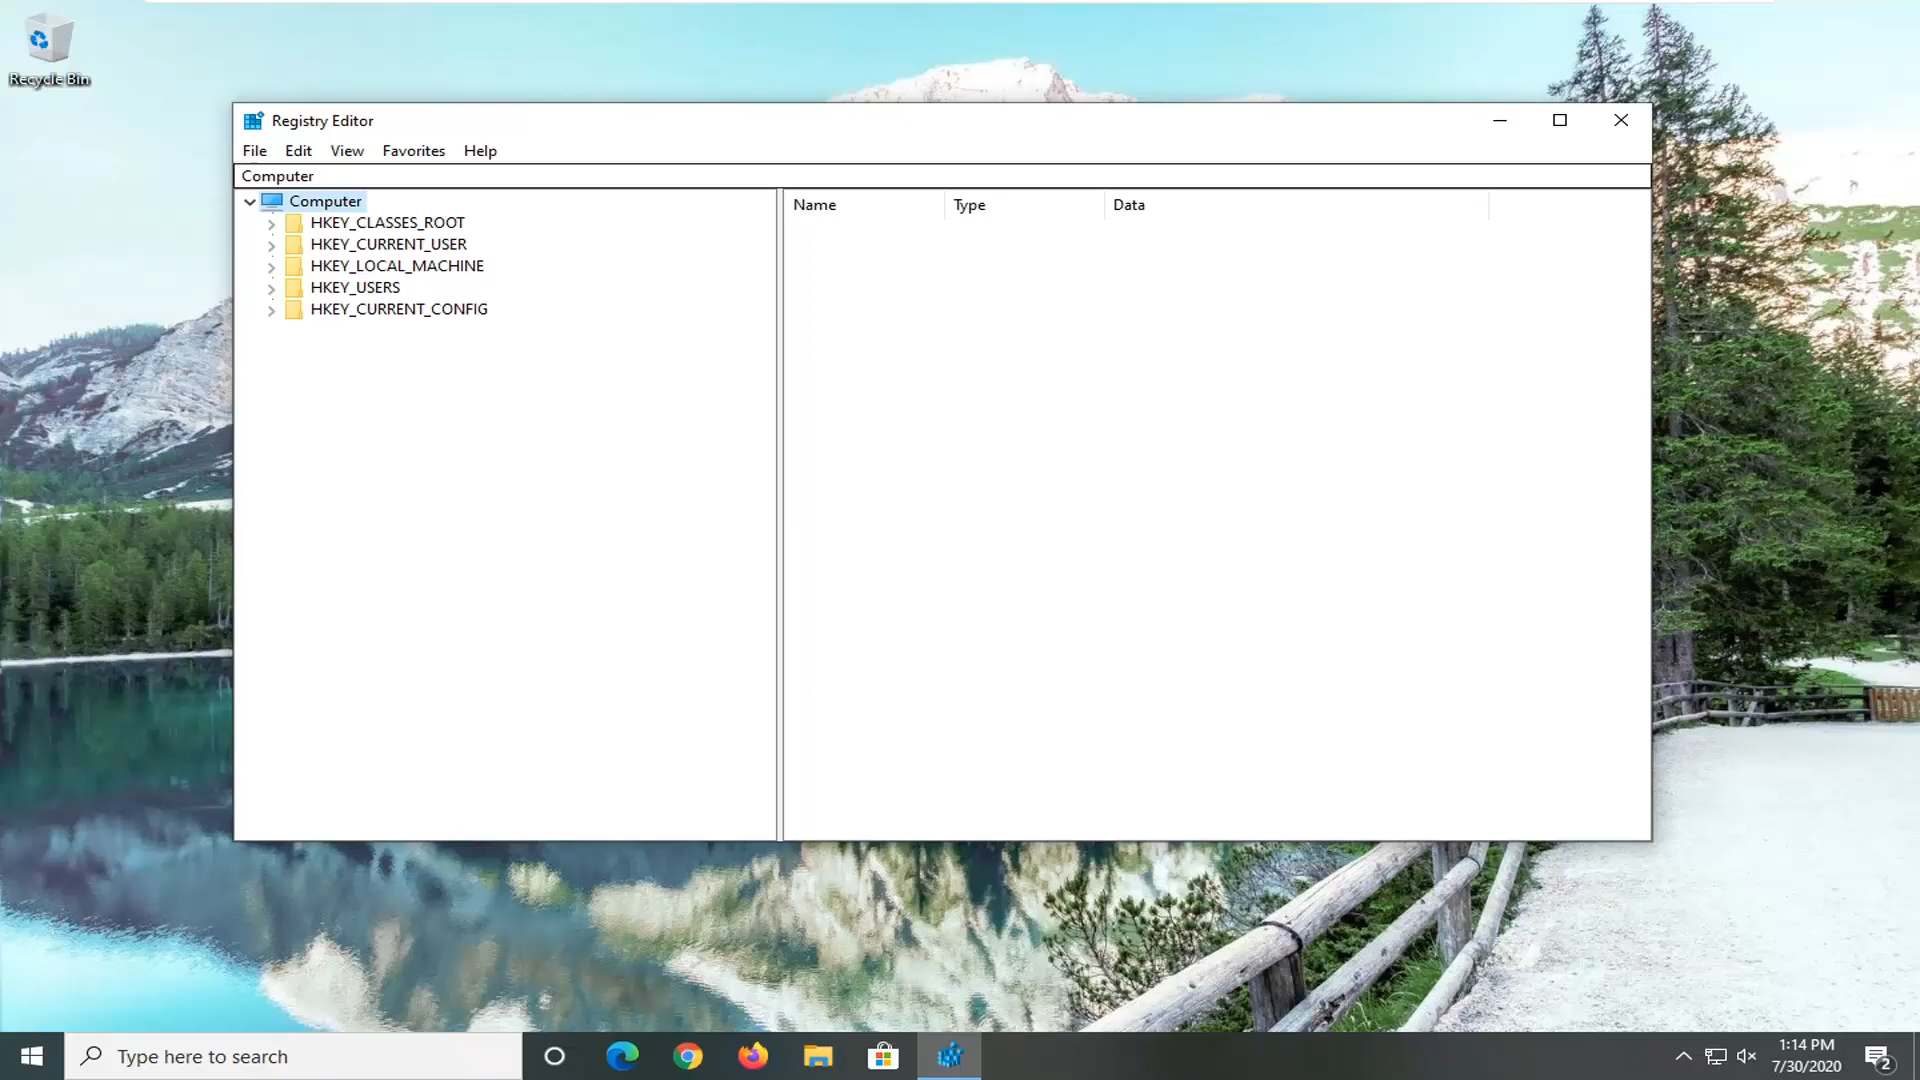 Recycle Bin
Registry Editor
File Edit View Favorites Help
Computer
Computer
HKEY_CLASSES_ROOT
HKEY_CURRENT_USER
HKEY_LOCAL_MACHINE
HKEY_USERS
HKEY_CURRENT_CONFIG
Name Type Data
Type here to search
1:14 PM
7/30/2020
2